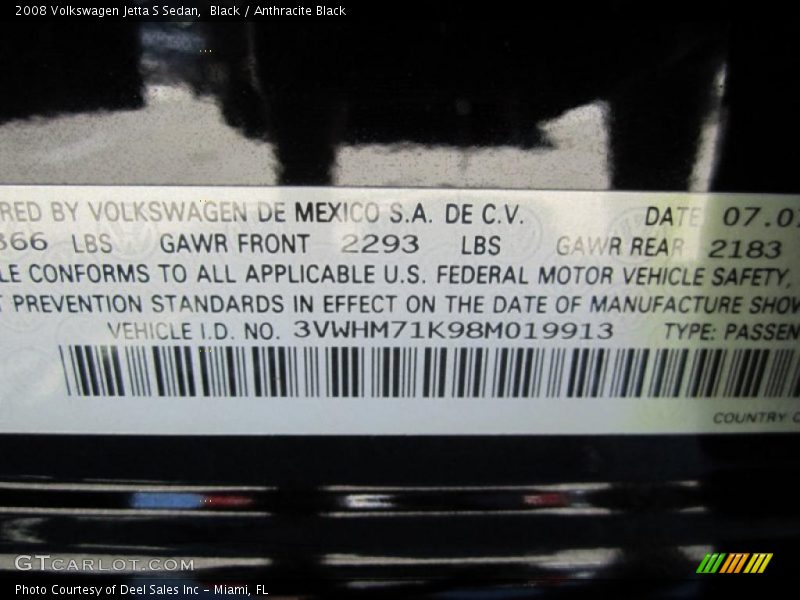 2008 Volkswagen Jetta S Sedan, Black / Anthracite Black
RED BY VOLKSWAGEN DE MEXICO S.A. DE C.V. DATE 07.0
366 LBS GAWR FRONT 2293 LBS GAWR REAR 2183
LE CONFORMS TO ALL APPLICABLE U.S. FEDERAL MOTOR VEHICLE SAFETY,
T PREVENTION STANDARDS IN EFFECT ON THE DATE OF MANUFACTURE SHOW
VEHICLE I.D. NO. 3VWHM71K98M019913 TYPE: PASSEN
COUNTRY O
GTCARLOT.COM
Photo Courtesy of Deel Sales Inc - Miami, FL